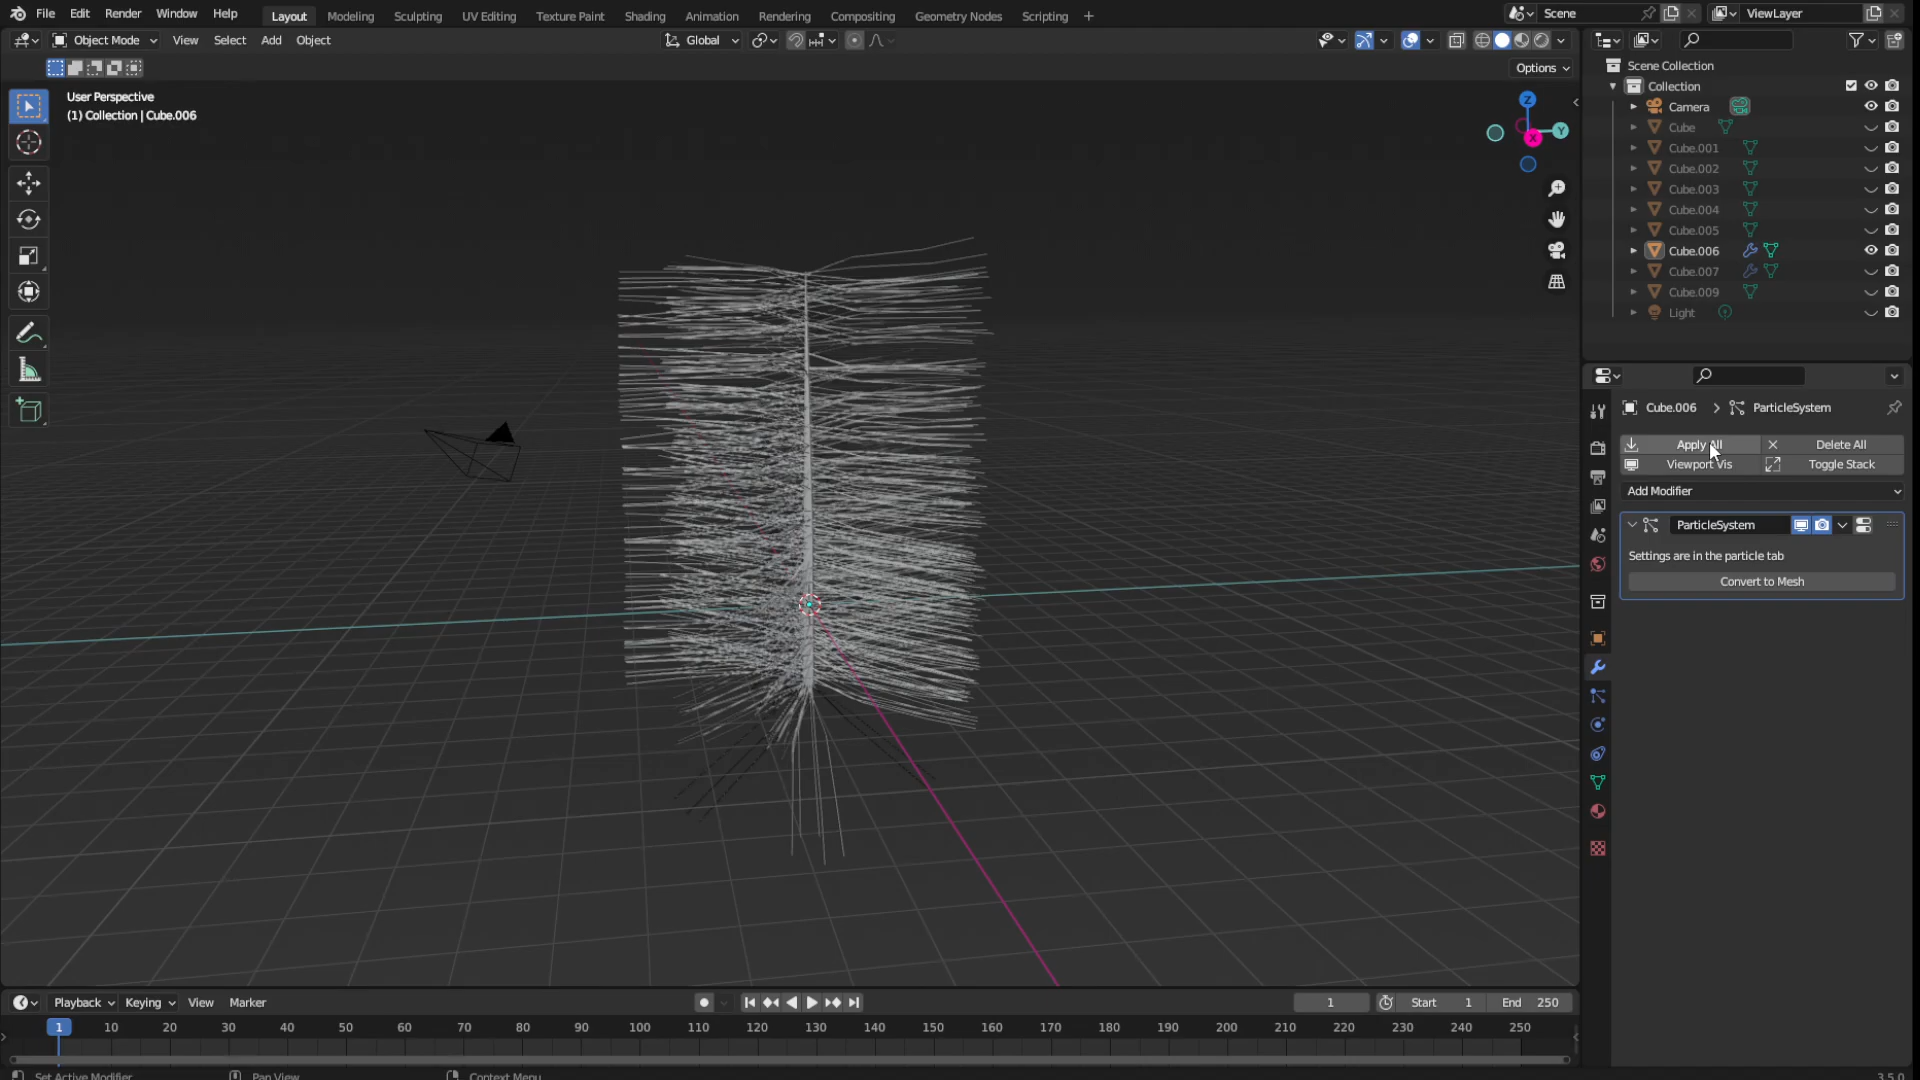 File Edit Render Window Help Layout Modeling Sculpting UV Editing Texture Paint Shading Animation Rendering Compositing Geometry Nodes Scripting + Scene ViewLayer
Object Mode View Select Add Object Global
Options
User Perspective
(1) Collection | Cube.006
Z
Y
X
Scene Collection
Collection
Camera
Cube
Cube.001
Cube.002
Cube.003
Cube.004
Cube.005
Cube.006
Cube.007
Cube.009
Light
Cube.006 > ParticleSystem
Apply All Delete All
Viewport Vis Toggle Stack
Add Modifier
ParticleSystem
Settings are in the particle tab
Convert to Mesh
Playback Keying View Marker 1 Start 1 End 250
1 10 20 30 40 50 60 70 80 90 100 110 120 130 140 150 160 170 180 190 200 210 220 230 240 250
Set Active Modifier Pan View Context Menu 3.5.0